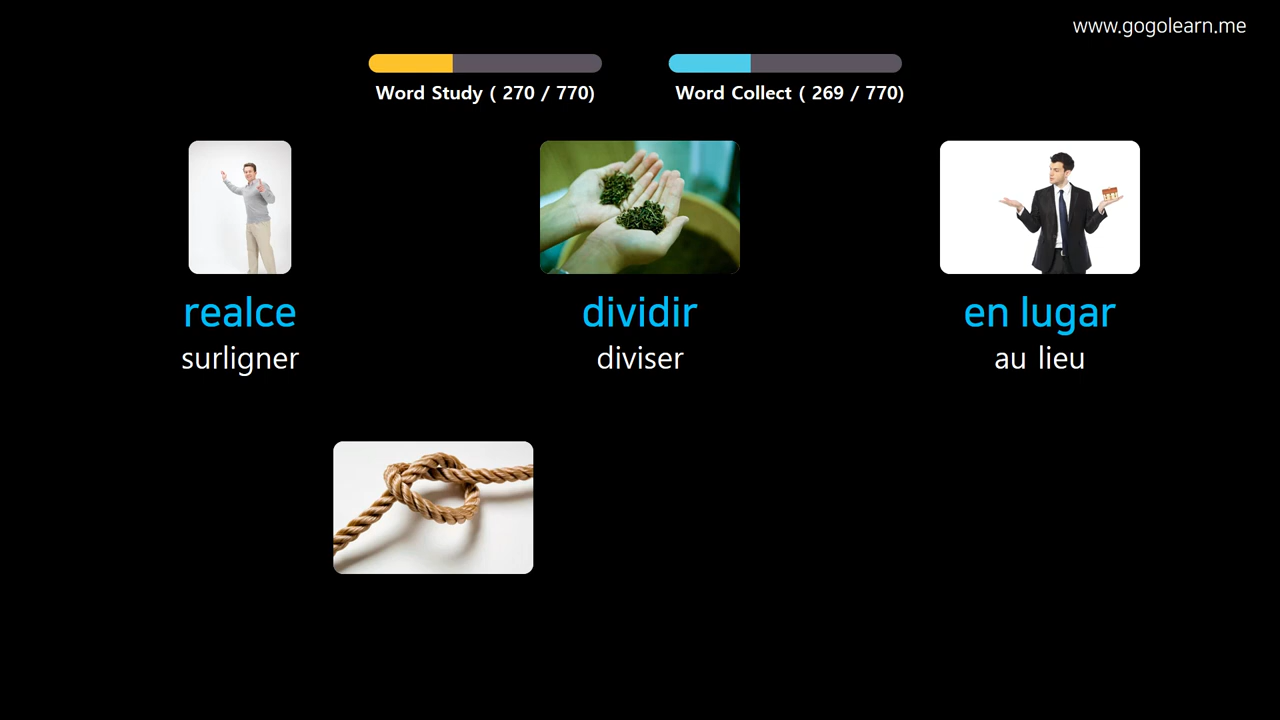 www.gogolearn.me
Word Study ( 270 / 770)
Word Collect ( 269 / 770)
realce
surligner
dividir
diviser
en lugar
au lieu